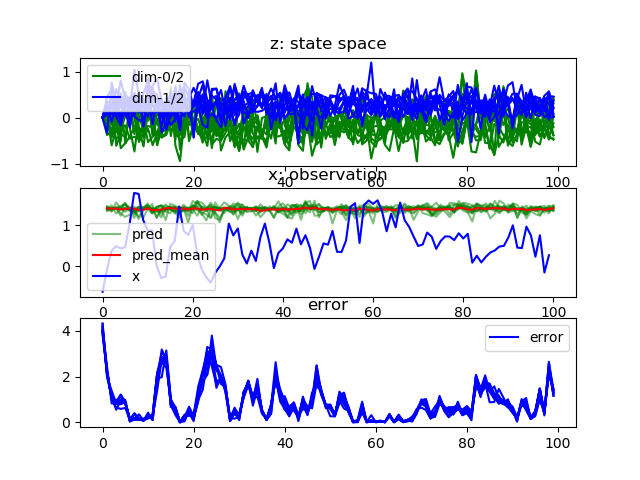 z: state space
dim-0/2
dim-1/2
1
0
−1
0 20 40 60 80 100
x: observation
pred
pred_mean
x
1
0
0 20 40 60 80 100
error
error
4
2
0
0 20 40 60 80 100